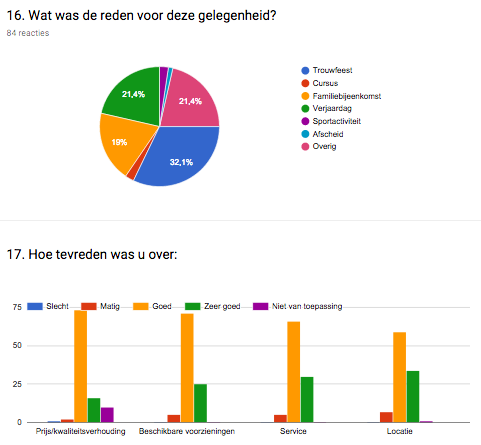 16. Wat was de reden voor deze gelegenheid?
84 reacties
Trouwfeest
Cursus
Familiebijeenkomst
Verjaardag
Sportactiviteit
Afscheid
Overig
21,4%
21,4%
19%
32,1%
17. Hoe tevreden was u over:
Slecht Matig Goed Zeer goed Niet van toepassing
75
50
25
0
Prijs/kwaliteitsverhouding Beschikbare voorzieningen Service Locatie